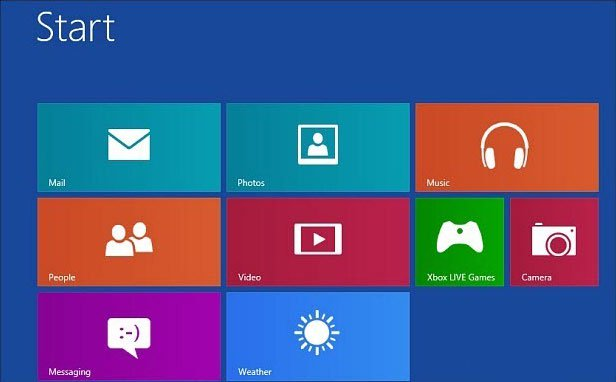 Start
Mail
Photos
Music
People
Video
Xbox LIVE Games
Camera
:-)
Messaging
Weather